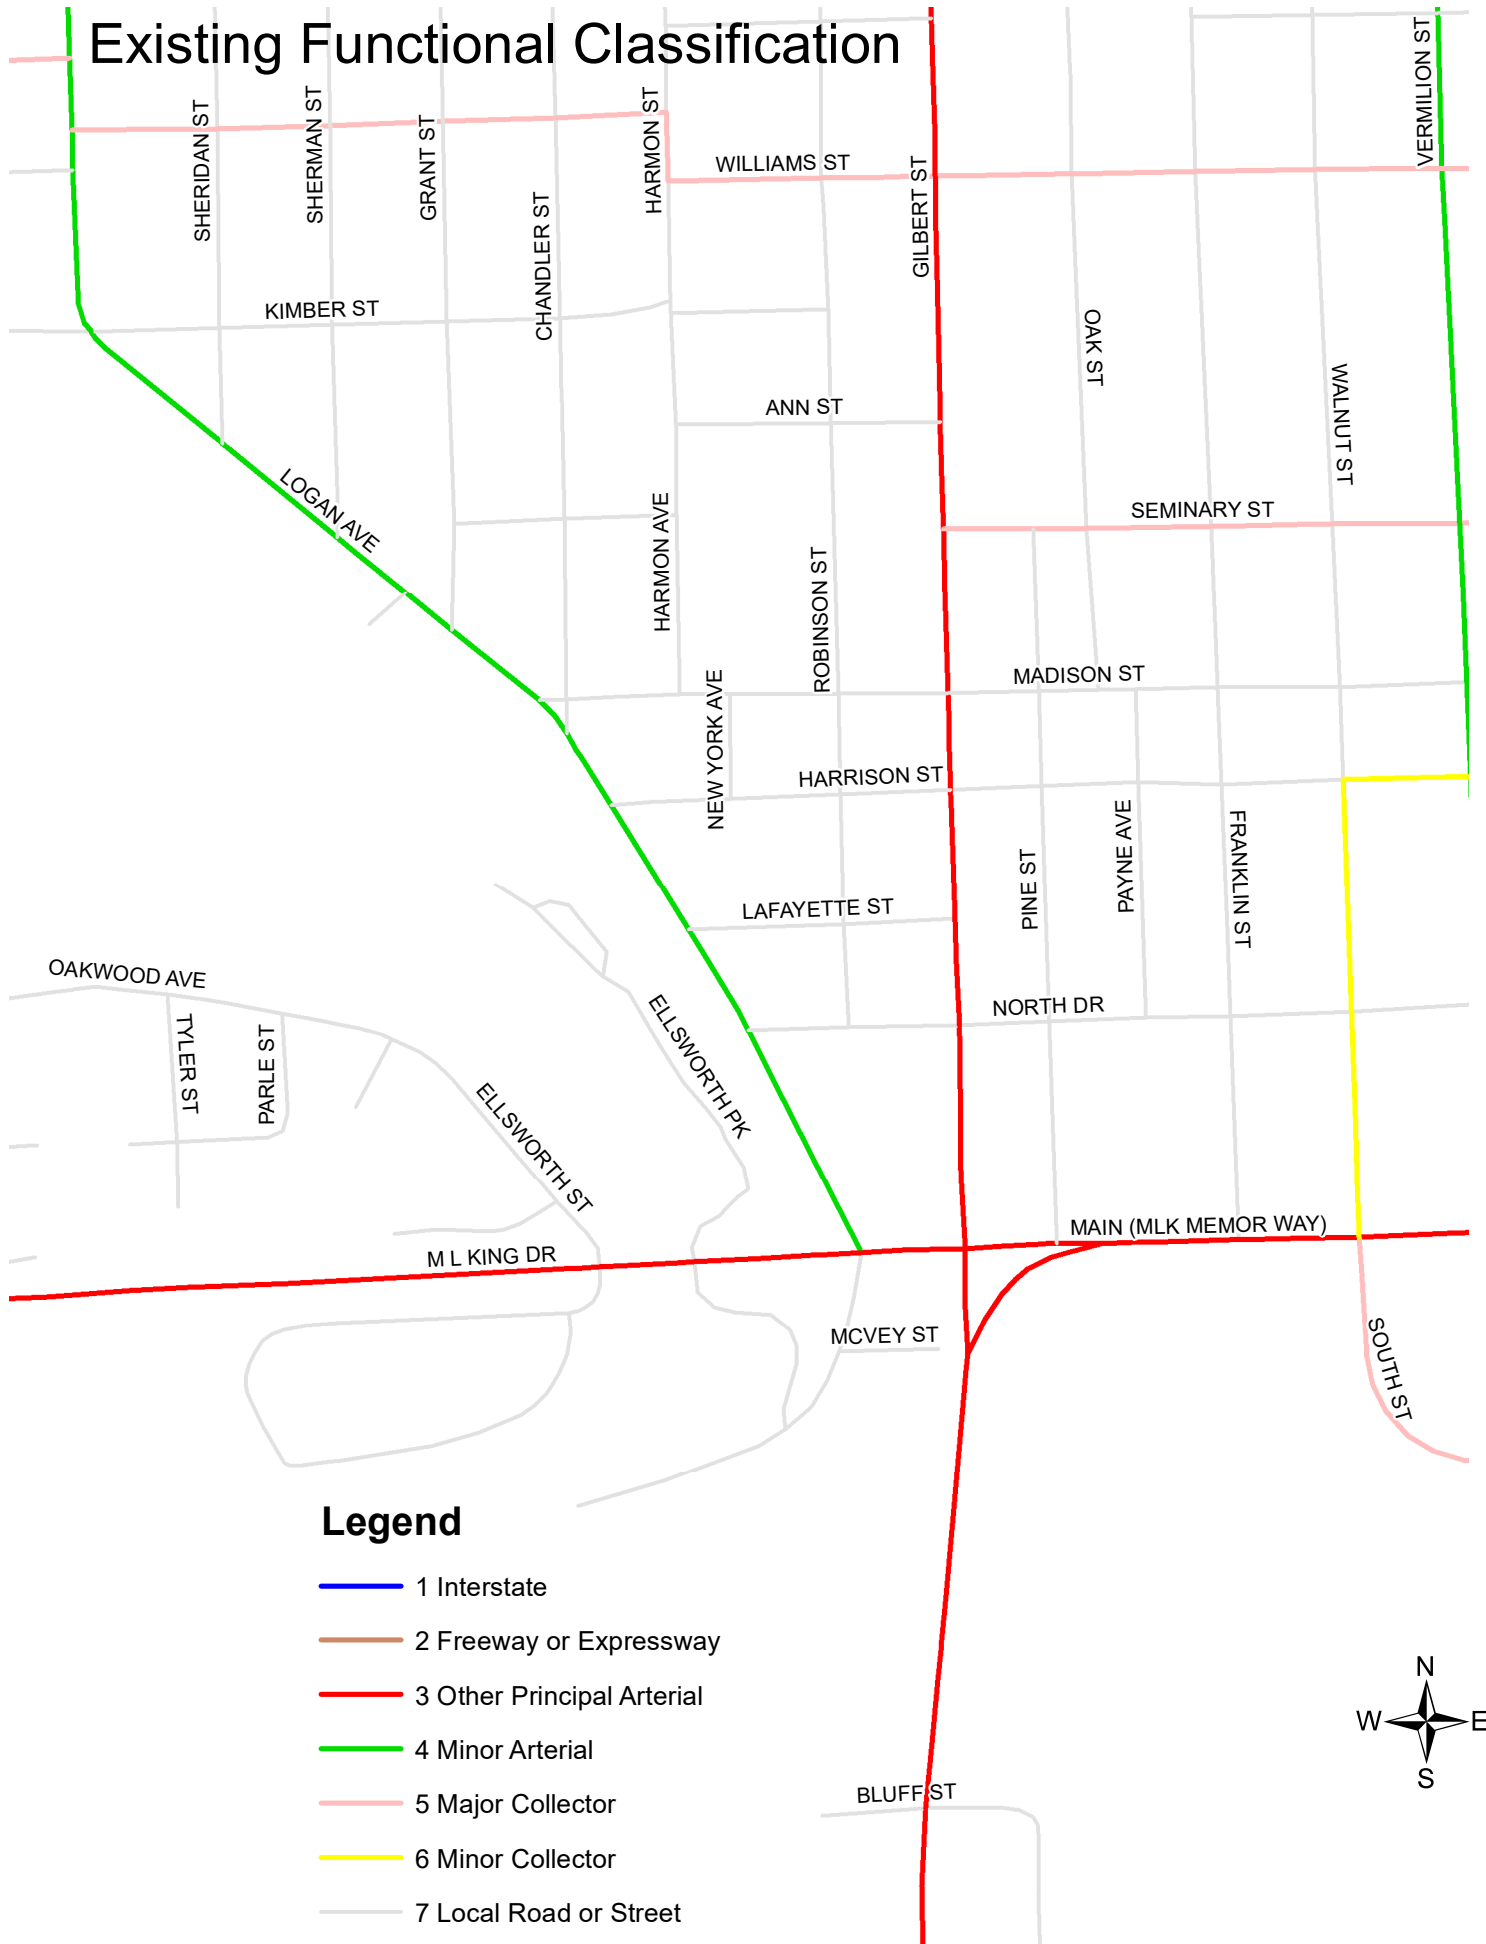 Existing Functional Classification
VERMILION ST
SHERIDAN ST
SHERMAN ST
GRANT ST
HARMON ST
WILLIAMS ST
GILBERT ST
CHANDLER ST
KIMBER ST
OAK ST
WALNUT ST
ANN ST
LOGAN AVE
HARMON AVE
SEMINARY ST
ROBINSON ST
MADISON ST
NEW YORK AVE
HARRISON ST
PINE ST
PAYNE AVE
FRANKLIN ST
LAFAYETTE ST
OAKWOOD AVE
TYLER ST
PARLE ST
ELLSWORTH PK
NORTH DR
ELLSWORTH ST
M L KING DR
MAIN (MLK MEMOR WAY)
MCVEY ST
SOUTH ST
Legend
1 Interstate
2 Freeway or Expressway
3 Other Principal Arterial
4 Minor Arterial
5 Major Collector
6 Minor Collector
7 Local Road or Street
N
W
E
S
BLUFF ST